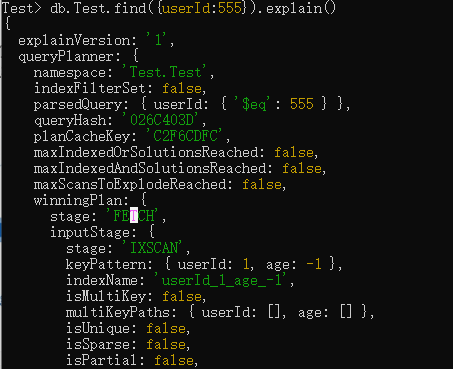 Test> db.Test.find({userId:555}).explain()
{
  explainVersion: '1',
  queryPlanner: {
    namespace: 'Test.Test',
    indexFilterSet: false,
    parsedQuery: { userId: { '$eq': 555 } },
    queryHash: '026C403D',
    planCacheKey: 'C2F6CDFC',
    maxIndexedOrSolutionsReached: false,
    maxIndexedAndSolutionsReached: false,
    maxScansToExplodeReached: false,
    winningPlan: {
      stage: 'FETCH',
      inputStage: {
        stage: 'IXSCAN',
        keyPattern: { userId: 1, age: -1 },
        indexName: 'userId_1_age_-1',
        isMultiKey: false,
        multiKeyPaths: { userId: [], age: [] },
        isUnique: false,
        isSparse: false,
        isPartial: false,